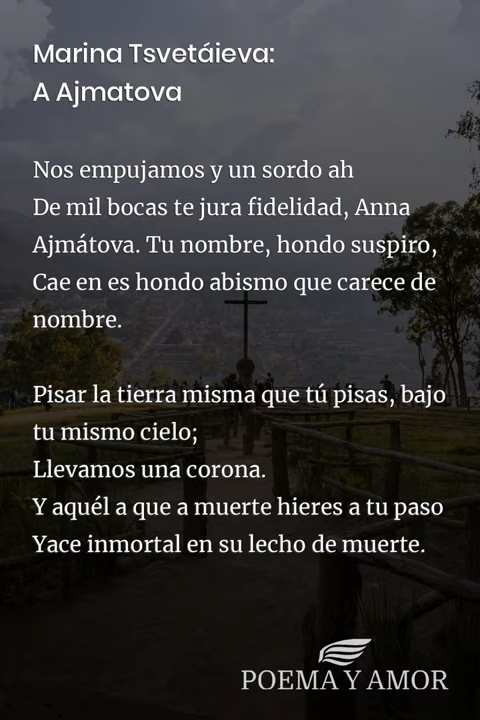 Marina Tsvetáieva:
A Ajmatova
Nos empujamos y un sordo ah
De mil bocas te jura fidelidad, Anna
Ajmátova. Tu nombre, hondo suspiro,
Cae en es hondo abismo que carece de
nombre.
Pisar la tierra misma que tú pisas, bajo
tu mismo cielo;
Llevamos una corona.
Y aquél a que a muerte hieres a tu paso
Yace inmortal en su lecho de muerte.
POEMA Y AMOR